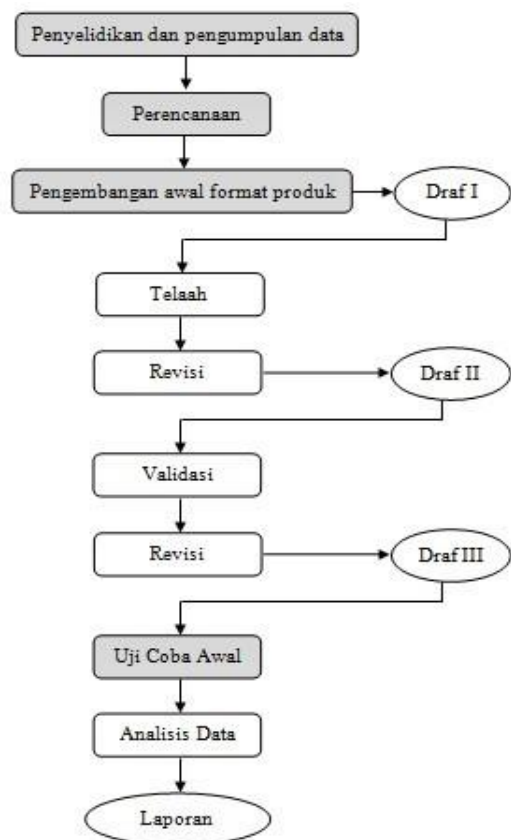 Penyelidikan dan pengumpulan data
Perencanaan
Pengembangan awal format produk
Draf I
Telaah
Revisi
Draf II
Validasi
Revisi
Draf III
Uji Coba Awal
Analisis Data
Laporan